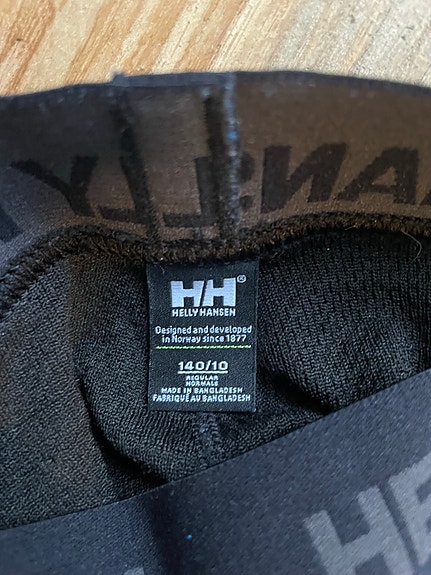 HH®
HELLY HANSEN
Designed and developed
in Norway since 1877
140/10
REGULAR
NORMALE
MADE IN BANGLADESH
FABRIQUÉ AU BANGLADESH
HE